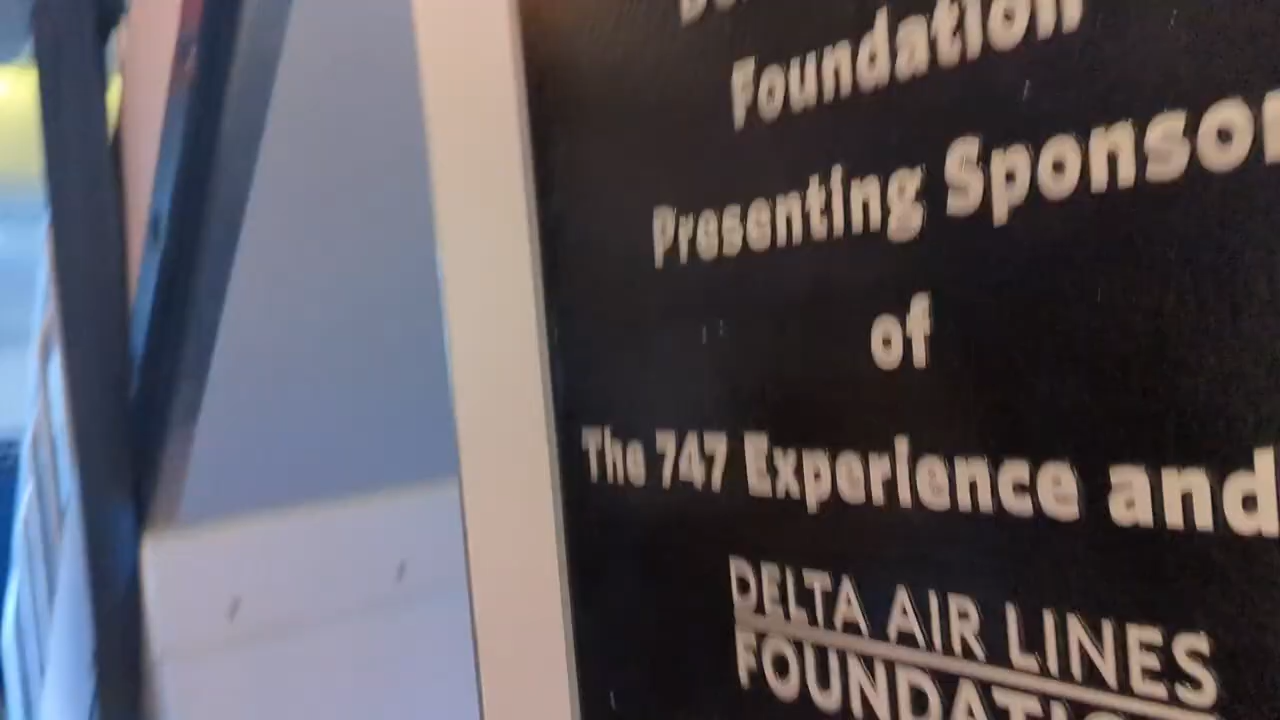 Foundation
Presenting Sponsor
of
The 747 Experience and
DELTA AIR LINES